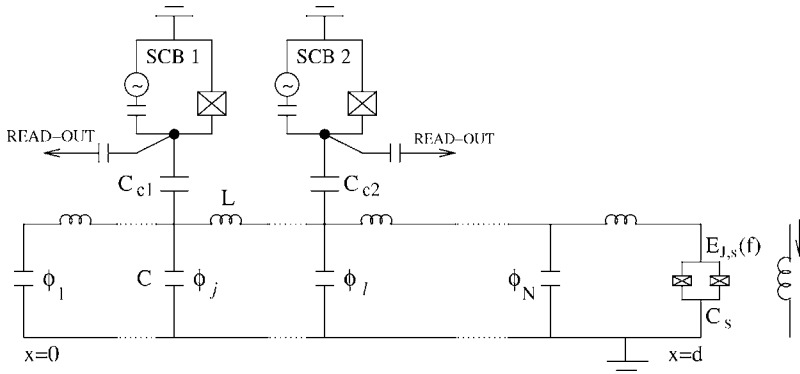 SCB 1
SCB 2
~
~
READ-OUT
READ-OUT
C_c1
C_c2
L
ϕ_1
C
ϕ_j
ϕ_l
ϕ_N
E_J,s(f)
C_s
x=0
x=d